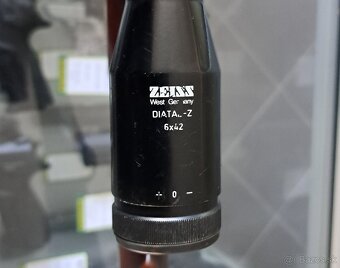 ZEISS
West Germany
DIATAL-Z
6x42
+ 0 -